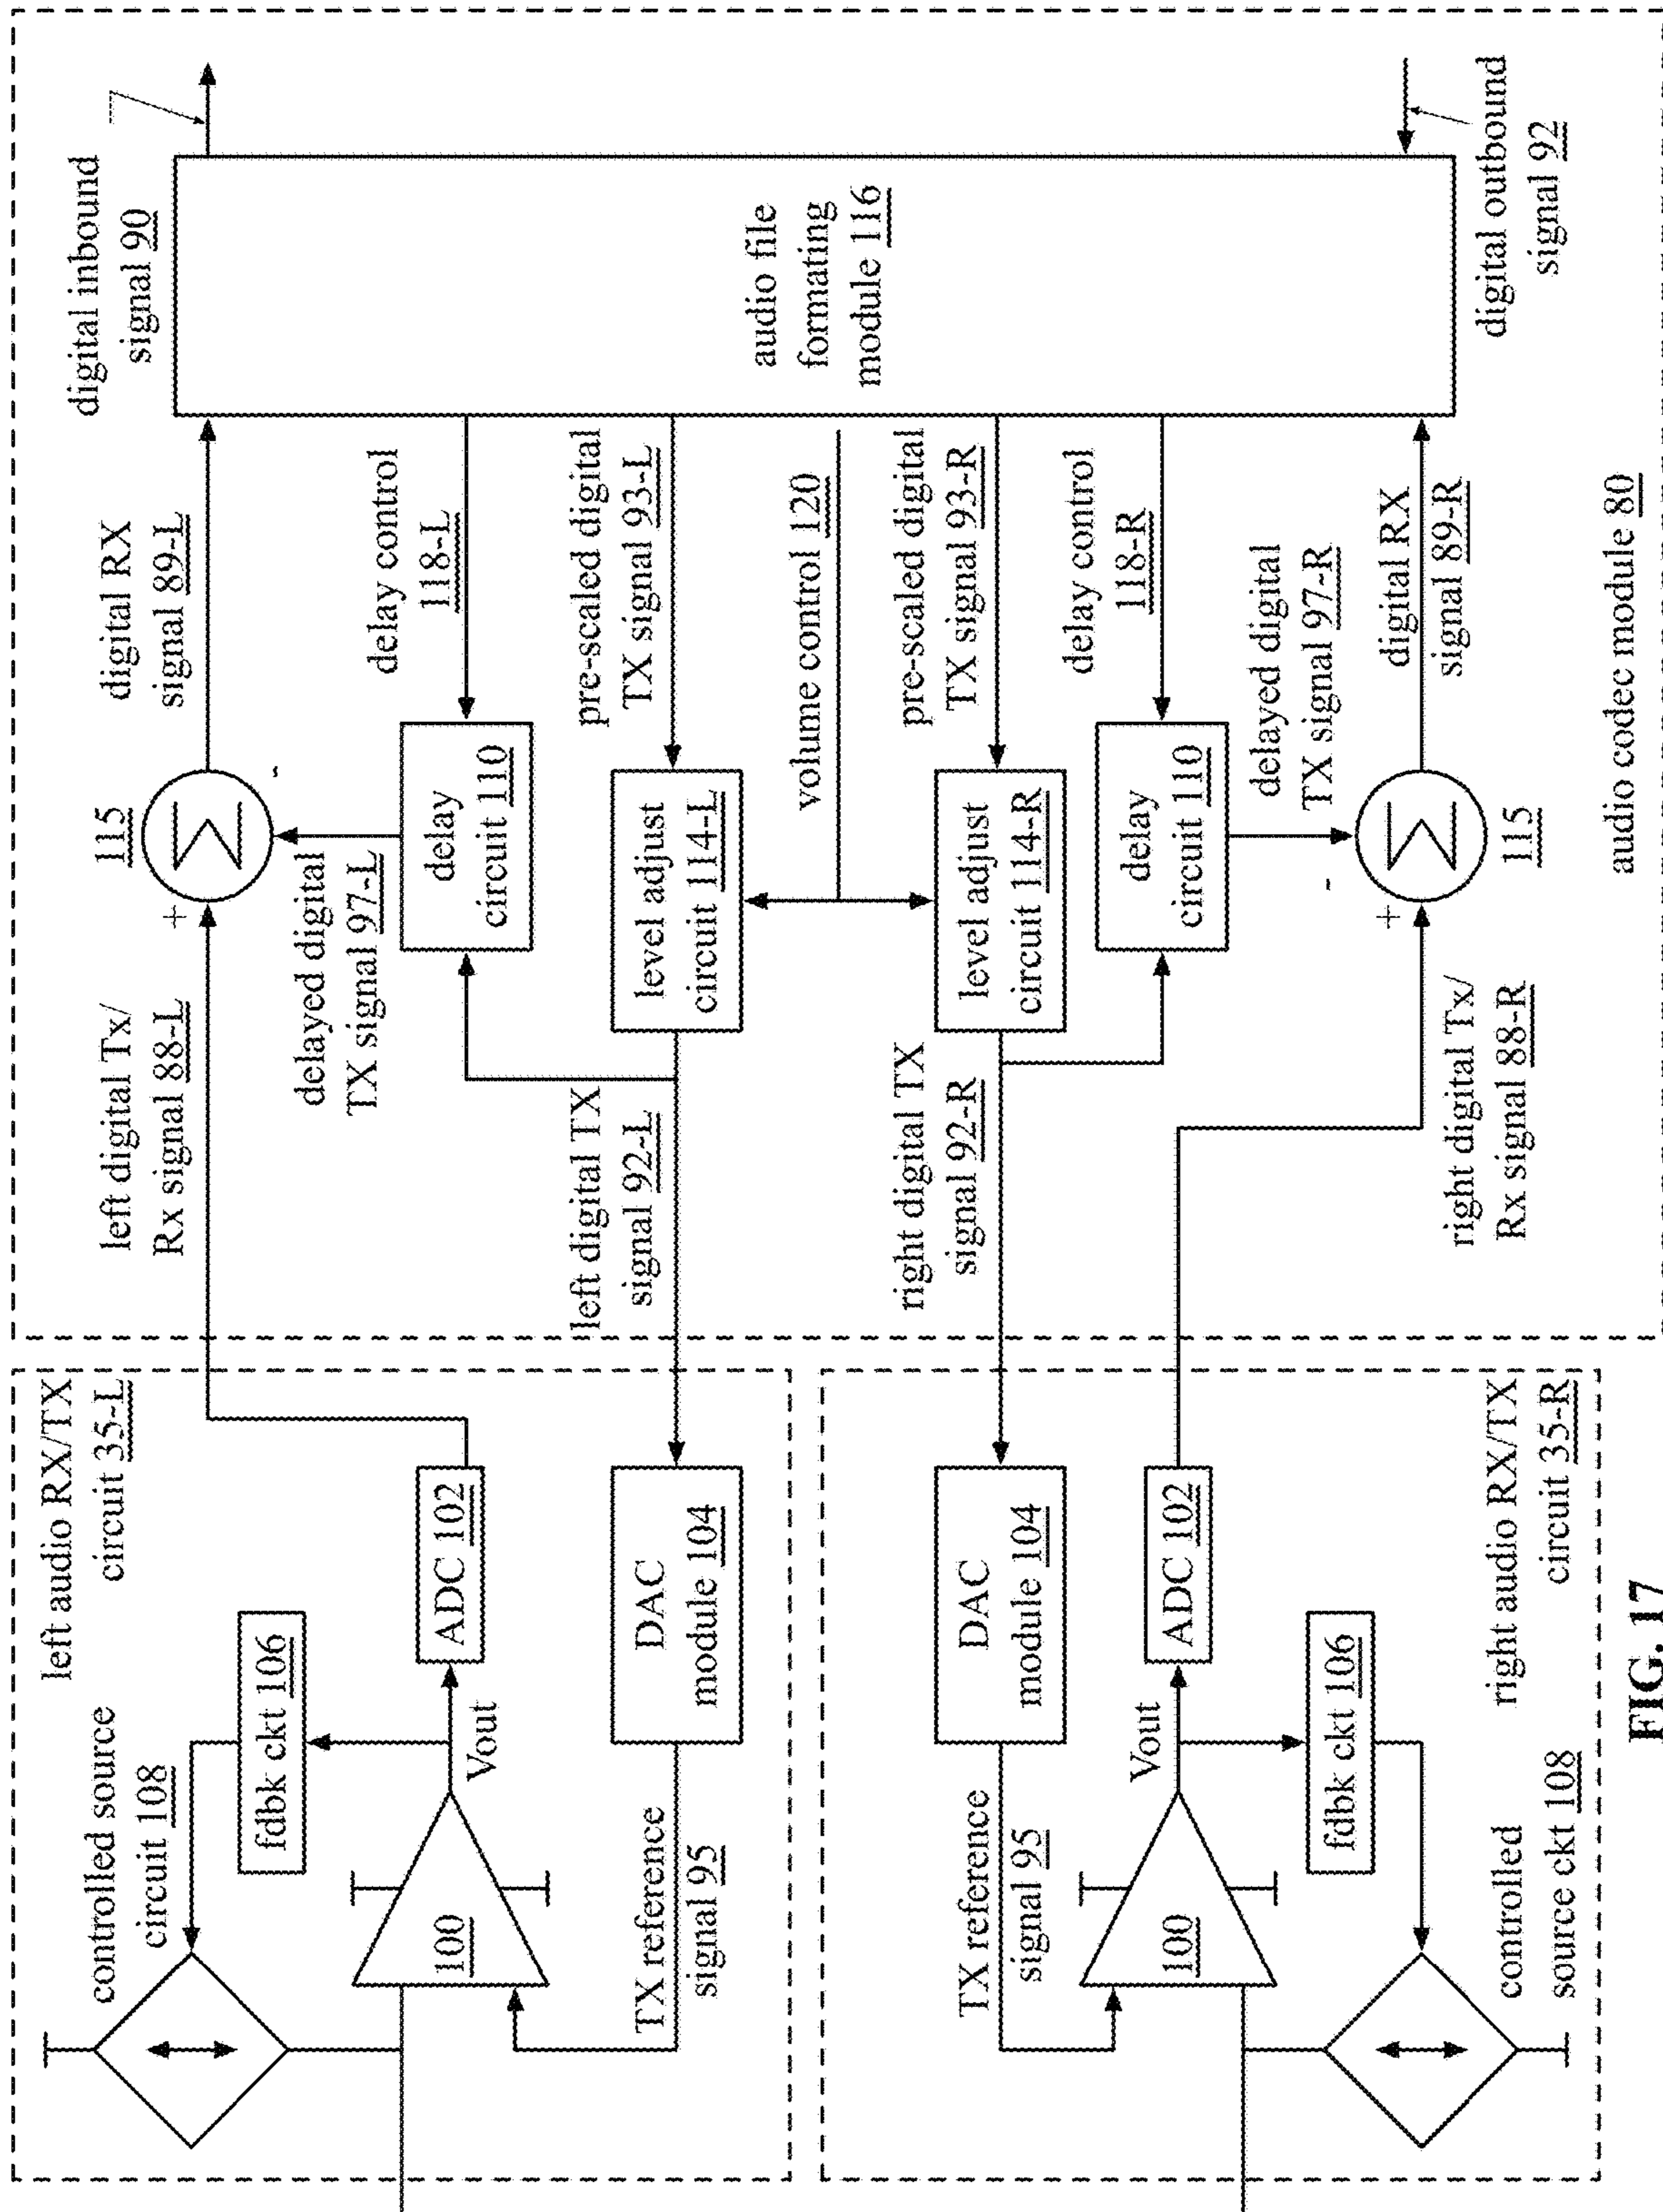 left audio RX/TX
circuit 35-L
controlled source
circuit 108
fdbk ckt 106
ADC 102
Vout
100
DAC
module 104
TX reference
signal 95
left digital Tx/
Rx signal 88-L
+
115
Σ
-
digital RX
signal 89-L
digital inbound
signal 90
delayed digital
TX signal 97-L
delay
circuit 110
delay control
118-L
left digital TX
signal 92-L
level adjust
circuit 114-L
pre-scaled digital
TX signal 93-L
volume control 120
audio file
formating
module 116
right digital TX
signal 92-R
level adjust
circuit 114-R
pre-scaled digital
TX signal 93-R
delay
circuit 110
delay control
118-R
delayed digital
TX signal 97-R
-
+
Σ
115
right digital Tx/
Rx signal 88-R
digital RX
signal 89-R
digital outbound
signal 92
audio codec module 80
TX reference
signal 95
DAC
module 104
100
Vout
ADC 102
fdbk ckt 106
controlled
source ckt 108
right audio RX/TX
circuit 35-R
FIG. 17